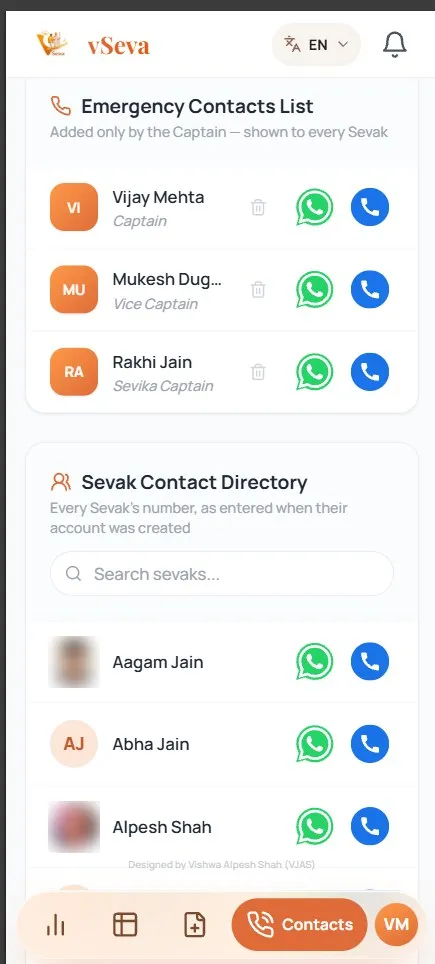 vSeva
EN
Emergency Contacts List
Added only by the Captain — shown to every Sevak
VI
Vijay Mehta
Captain
MU
Mukesh Dug...
Vice Captain
RA
Rakhi Jain
Sevika Captain
Sevak Contact Directory
Every Sevak's number, as entered when their
account was created
Search sevaks...
Aagam Jain
AJ
Abha Jain
Alpesh Shah
Designed by Vishwa Alpesh Shah (VJAS)
Contacts
VM